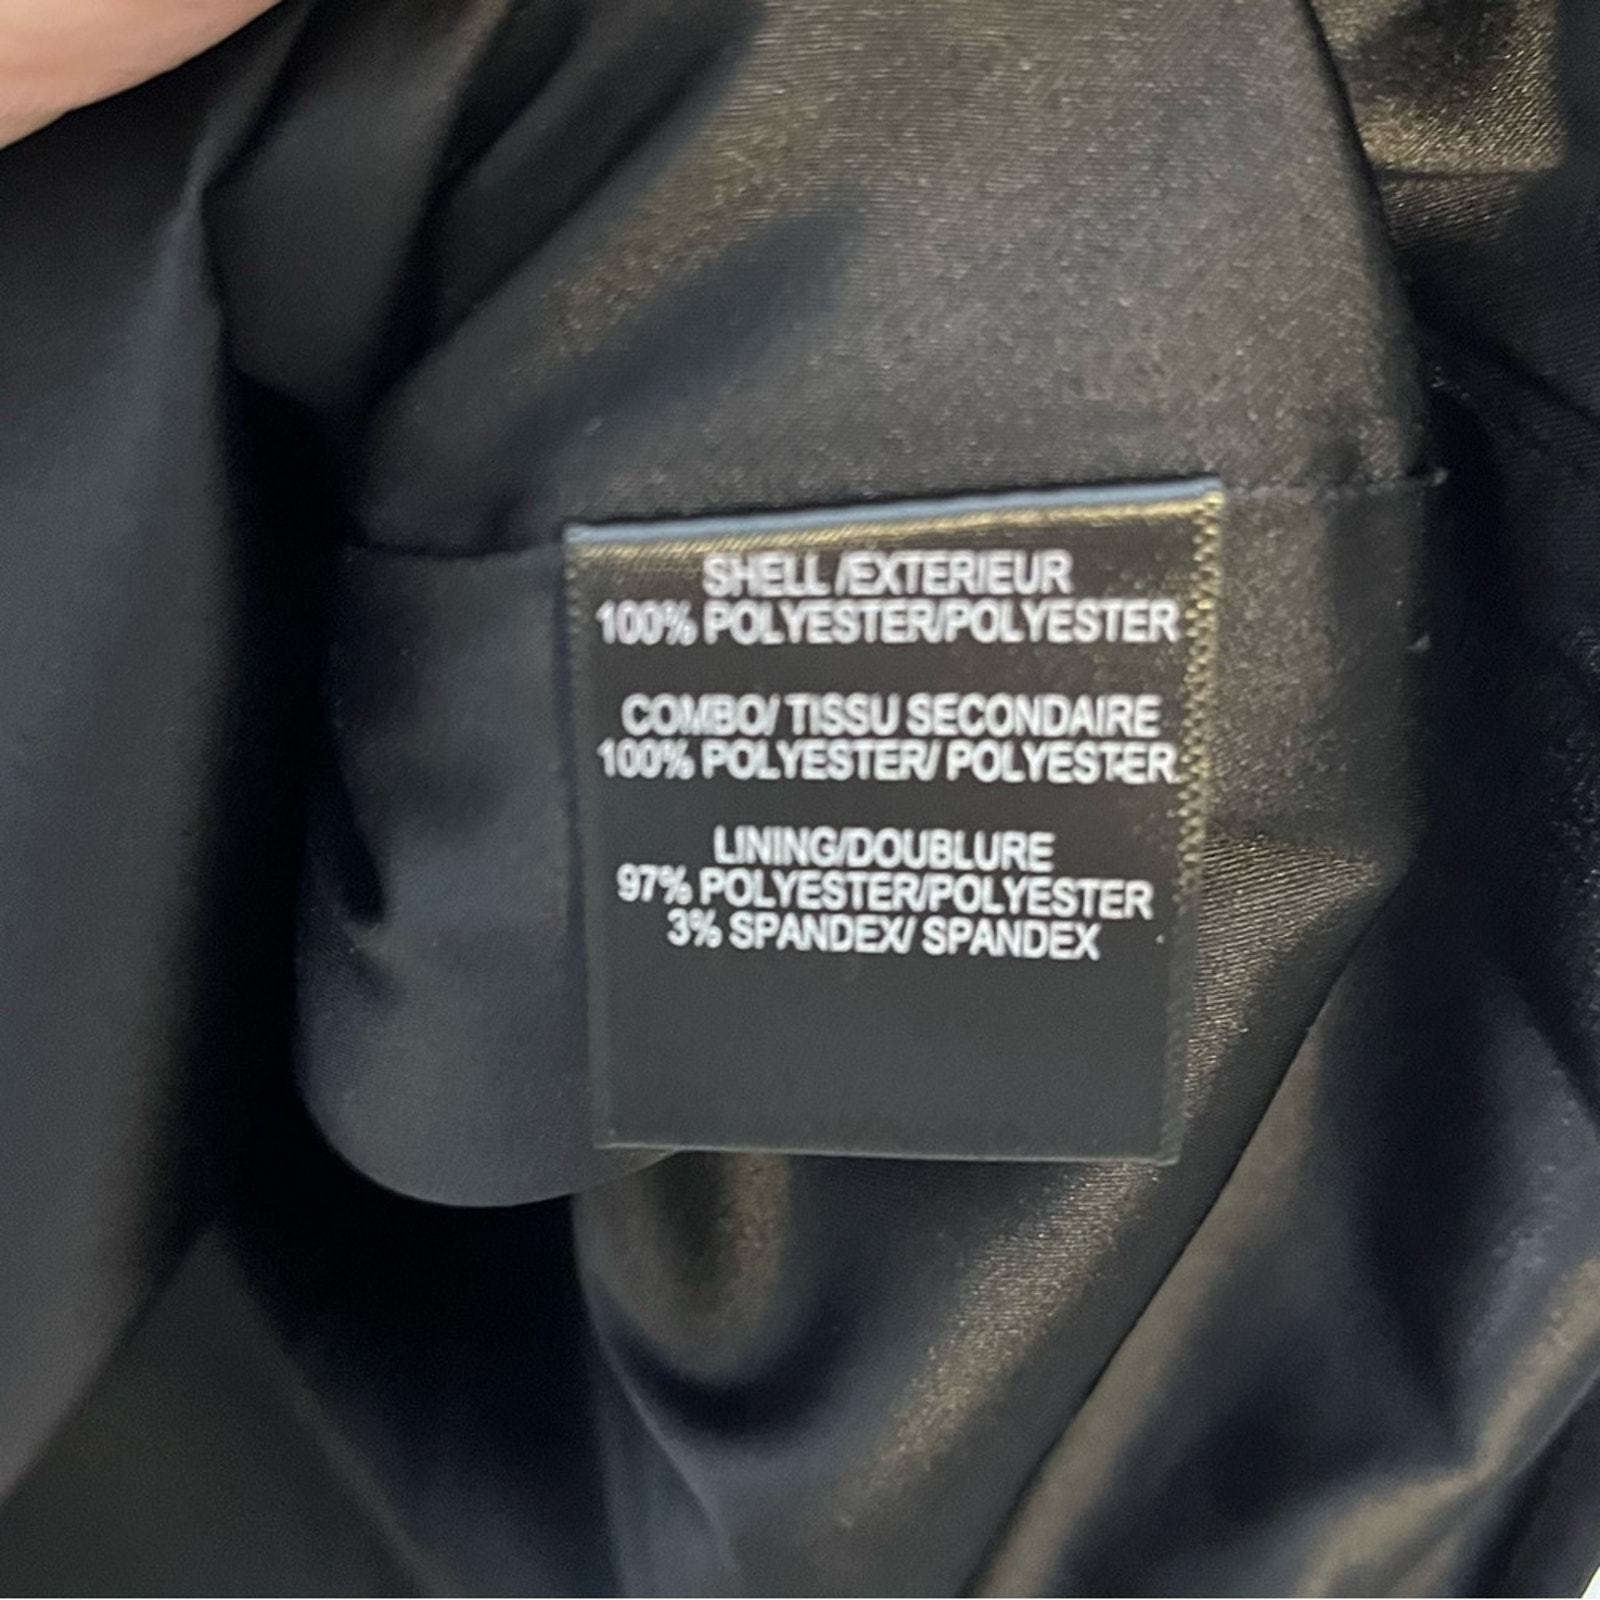 SHELL /EXTERIEUR
100% POLYESTER/POLYESTER
COMBO/ TISSU SECONDAIRE
100% POLYESTER/ POLYESTER
LINING/DOUBLURE
97% POLYESTER/POLYESTER
3% SPANDEX/ SPANDEX